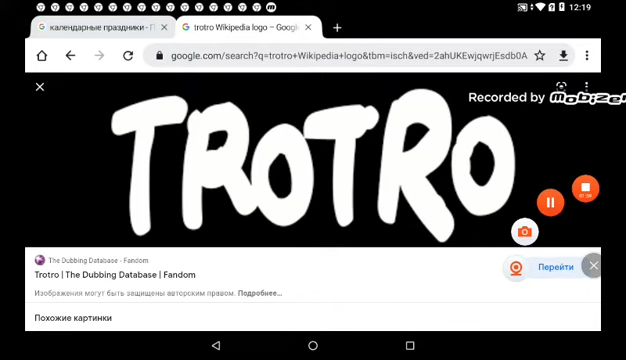 12:19
календарные праздники - П
trotro Wikipedia logo – Google
google.com/search?q=trotro+Wikipedia+logo&tbm=isch&ved=2ahUKEwjqwrjEsdb0A
Recorded by mobizen
TROTRO
The Dubbing Database - Fandom
Trotro | The Dubbing Database | Fandom
Перейти
Изображения могут быть защищены авторским правом. Подробнее...
Похожие картинки